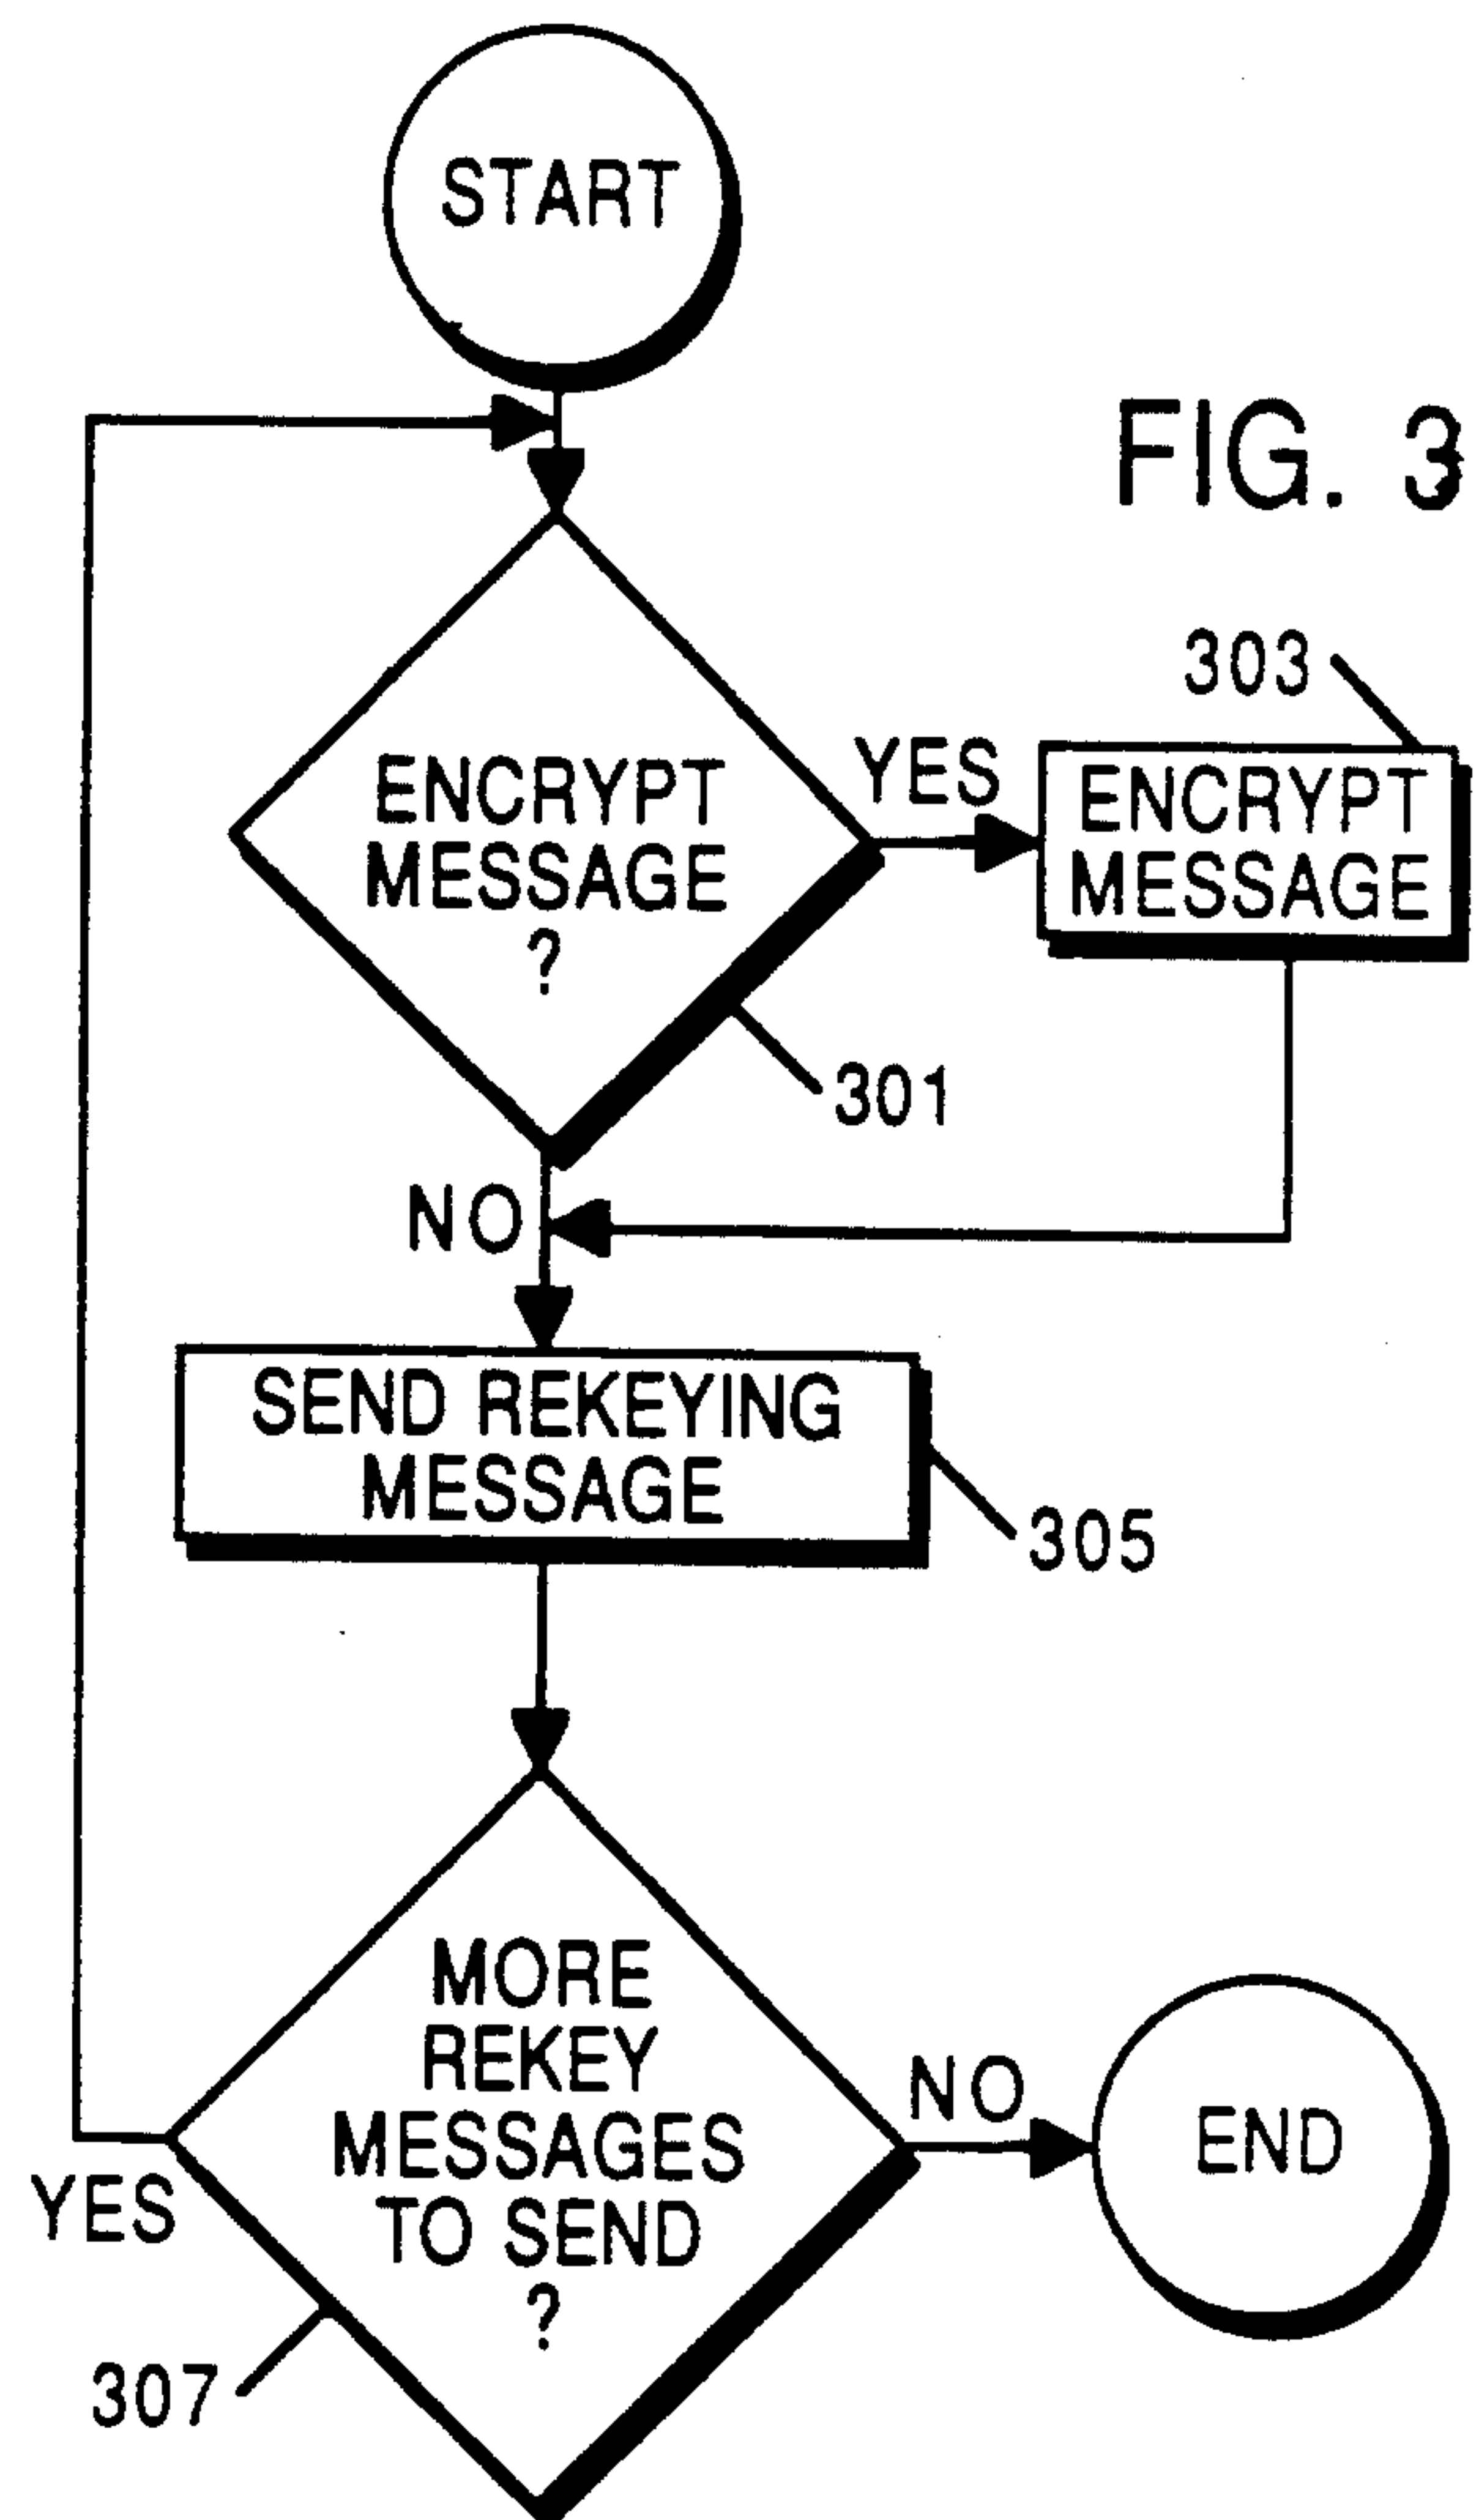 START
FIG. 3
303
ENCRYPT
MESSAGE
?
YES
ENCRYPT
MESSAGE
301
NO
SEND REKEYING
MESSAGE
305
MORE
REKEY
MESSAGES
TO SEND
?
NO
END
YES
307